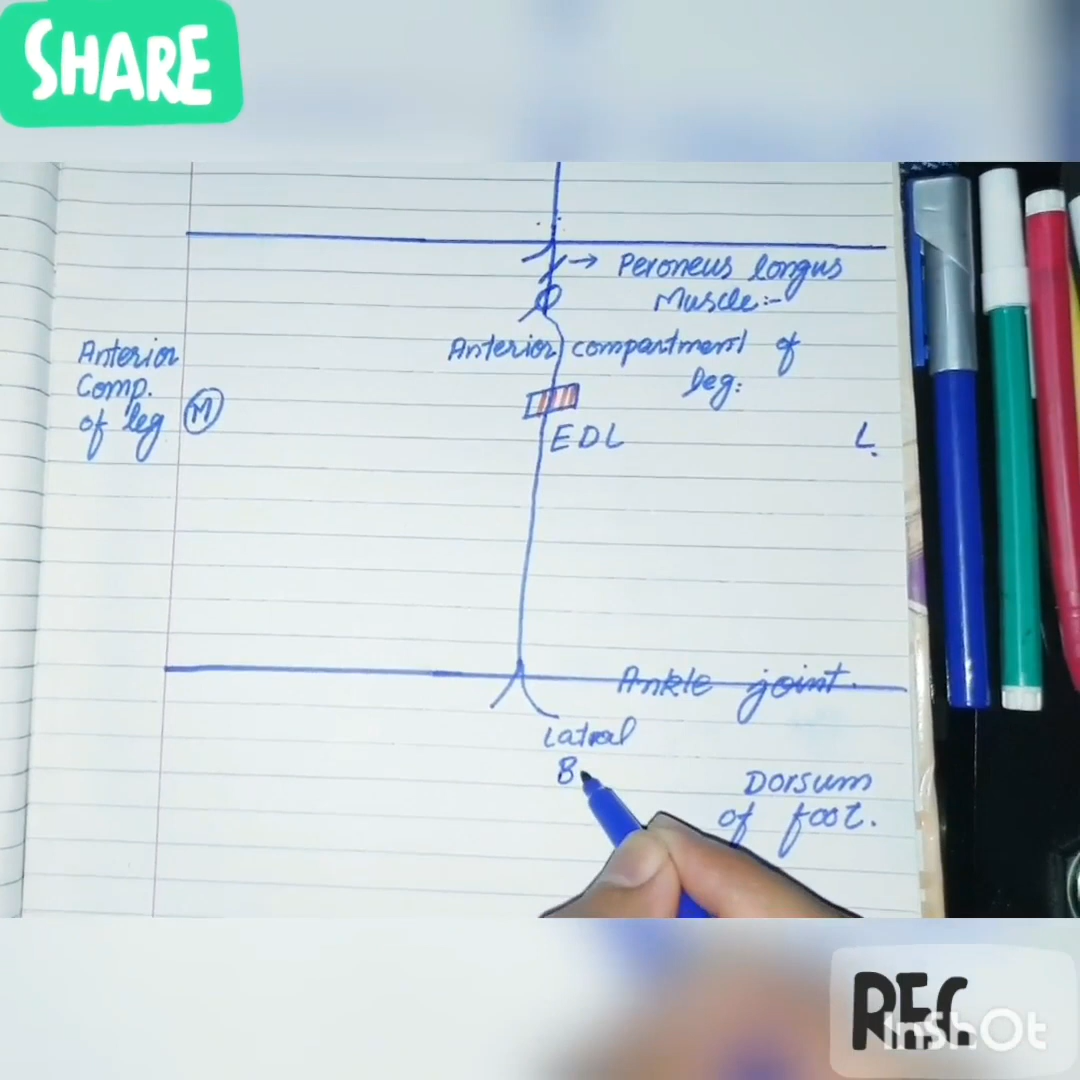 SHARE
→ Peroneus longus
Muscle:-
Anterior compartment of
leg:
Anterior
Comp.
of leg
M
EDL
L.
Ankle joint.
Latral
B
Dorsum
of foot.
REC
InShOt